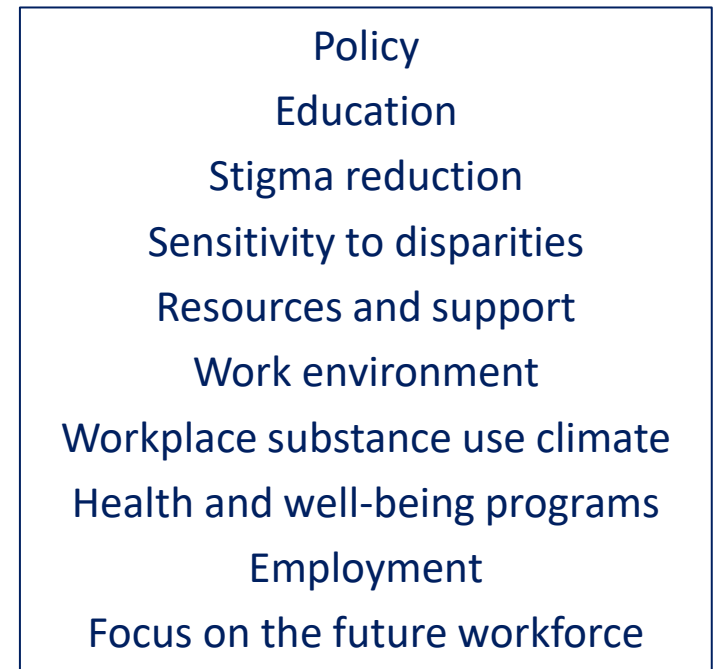 Policy
Education
Stigma reduction
Sensitivity to disparities
Resources and support
Work environment
Workplace substance use climate
Health and well-being programs
Employment
Focus on the future workforce